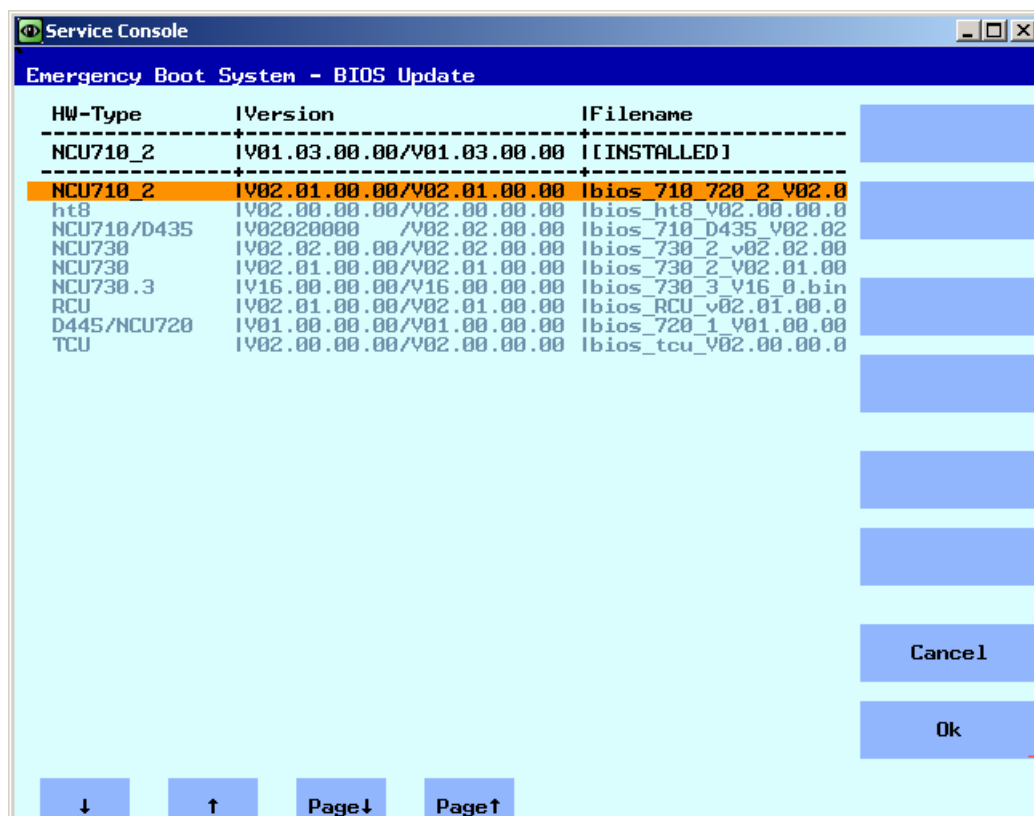 Service Console
Emergency Boot System - BIOS Update
HW-Type |Version |Filename
NCU710_2 |V01.03.00.00/V01.03.00.00 |[INSTALLED]
NCU710_2 |V02.01.00.00/V02.01.00.00 |bios_710_720_2_V02.0
ht8 |V02.00.00.00/V02.00.00.00 |bios_ht8_V02.00.00.0
NCU710/D435 |V02020000 /V02.02.00.00 |bios_710_D435_V02.02
NCU730 |V02.02.00.00/V02.02.00.00 |bios_730_2_v02.02.00
NCU730 |V02.01.00.00/V02.01.00.00 |bios_730_2_V02.01.00
NCU730.3 |V16.00.00.00/V16.00.00.00 |bios_730_3_V16_0.bin
RCU |V02.01.00.00/V02.01.00.00 |bios_RCU_v02.01.00.0
D445/NCU720 |V01.00.00.00/V01.00.00.00 |bios_720_1_V01.00.00
TCU |V02.00.00.00/V02.00.00.00 |bios_tcu_V02.00.00.0
Cancel
Ok
↓ ↑ Page↓ Page↑